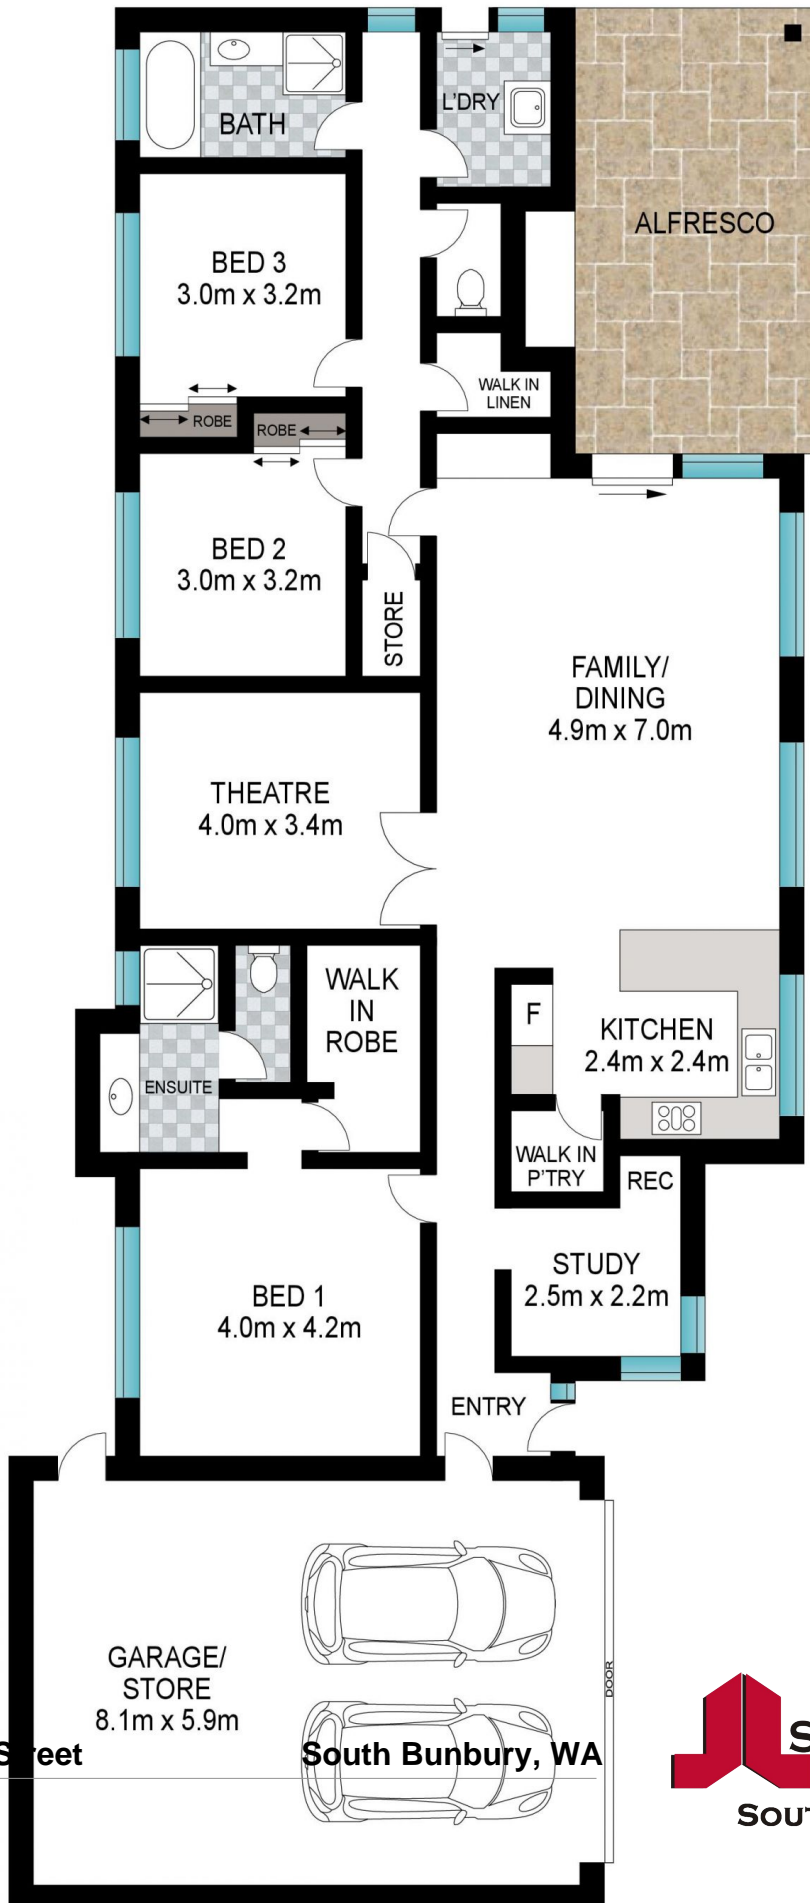 BATH
L'DRY
ALFRESCO
BED 3
3.0m x 3.2m
WALK IN
LINEN
ROBE
ROBE
BED 2
3.0m x 3.2m
STORE
FAMILY/
DINING
4.9m x 7.0m
THEATRE
4.0m x 3.4m
WALK
IN
ROBE
F
KITCHEN
2.4m x 2.4m
ENSUITE
WALK IN
P'TRY
REC
STUDY
2.5m x 2.2m
BED 1
4.0m x 4.2m
ENTRY
GARAGE/
STORE
8.1m x 5.9m
DOOR
Street South Bunbury, WA